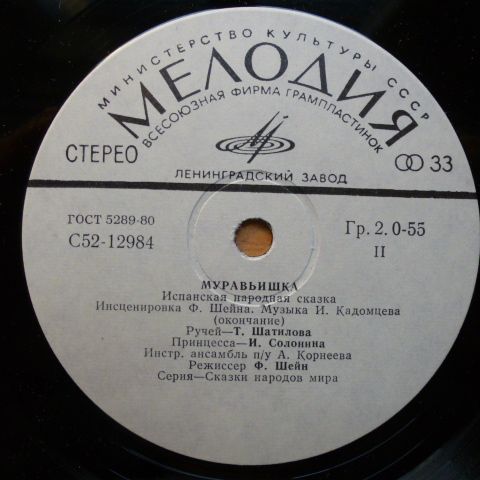 МИНИСТЕРСТВО КУЛЬТУРЫ СССР
МЕЛОДИЯ
ВСЕСОЮЗНАЯ ФИРМА ГРАМПЛАСТИНОК
СТЕРЕО
33
ЛЕНИНГРАДСКИЙ ЗАВОД
ГОСТ 5289-80
Гр. 2. 0-55
С52-12984
II
МУРАВЬИШКА
Испанская народная сказка
Инсценировка Ф. Шейна. Музыка И. Кадомцева
(окончание)
Ручей—Т. Шатилова
Принцесса—И. Солонина
Инстр. ансамбль п/у А. Корнеева
Режиссер Ф. Шейн
Серия—Сказки народов мира